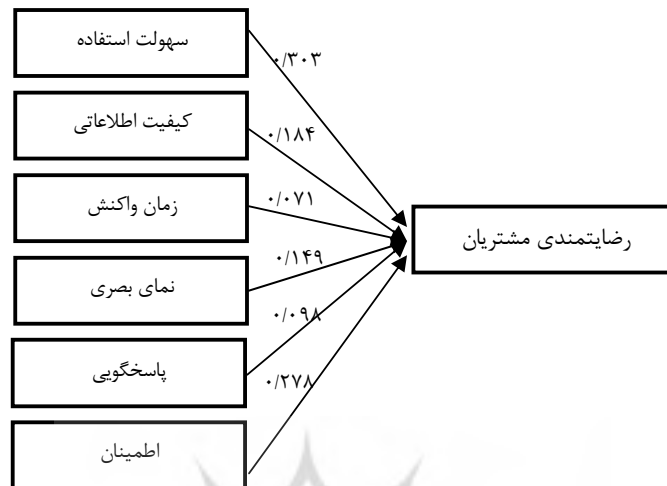 سهولت استفاده
۰/۳۰۳
کیفیت اطلاعاتی
۰/۱۸۴
زمان واکنش
۰/۰۷۱
رضایتمندی مشتریان
نمای بصری
۰/۱۴۹
پاسخگویی
۰/۰۹۸
اطمینان
۰/۲۷۸